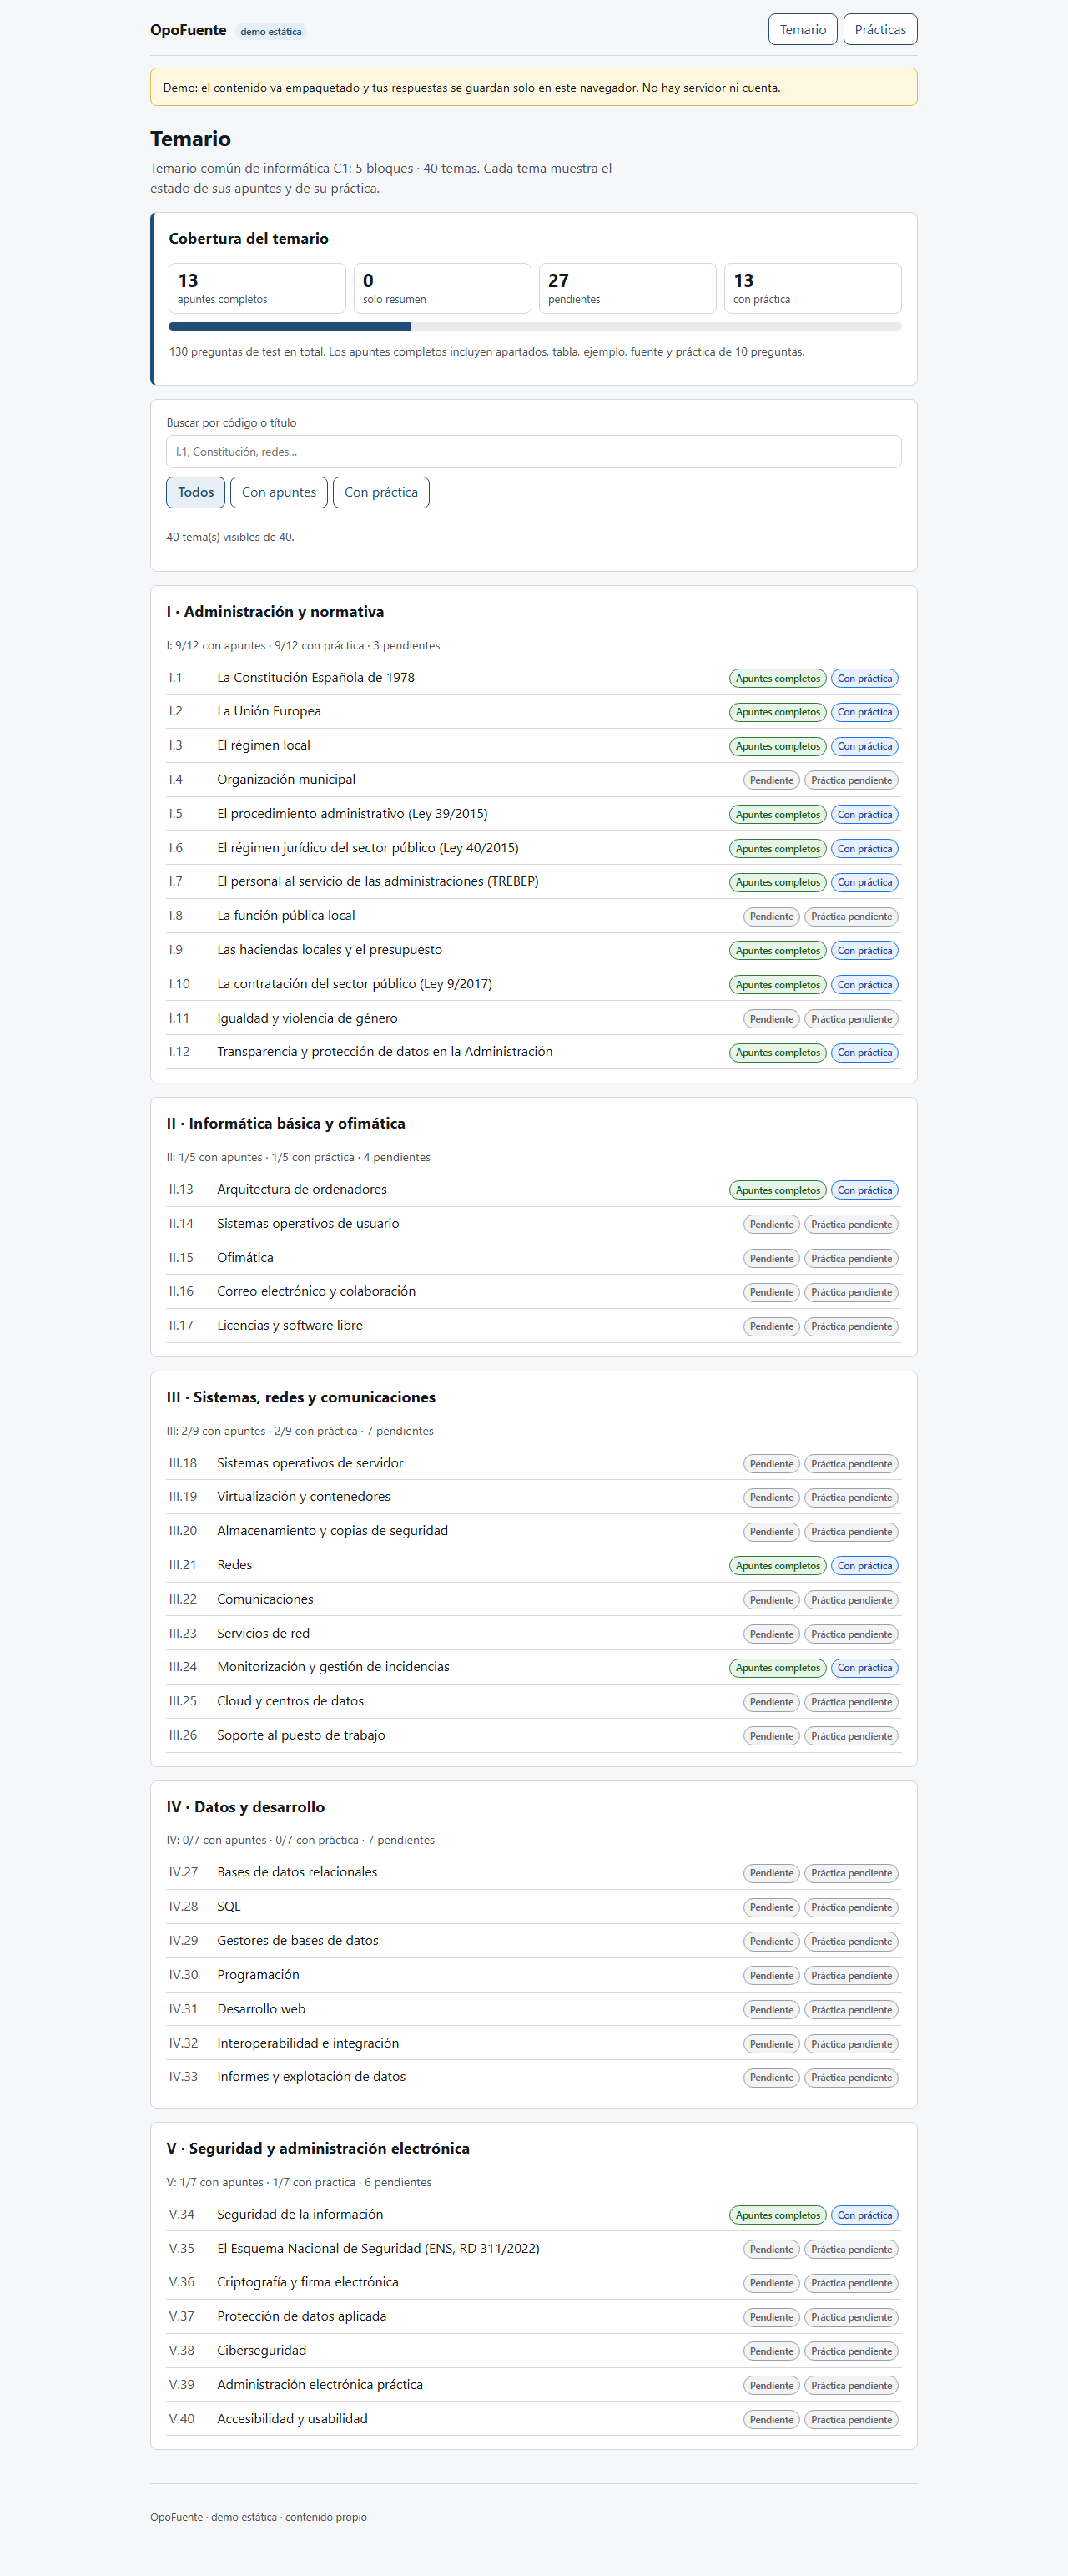 OpoFuente demo estática Temario Prácticas
Demo: el contenido va empaquetado y tus respuestas se guardan solo en este navegador. No hay servidor ni cuenta.
Temario
Temario común de informática C1: 5 bloques · 40 temas. Cada tema muestra el
estado de sus apuntes y de su práctica.
Cobertura del temario
13 0 27 13
apuntes completos solo resumen pendientes con práctica
130 preguntas de test en total. Los apuntes completos incluyen apartados, tabla, ejemplo, fuente y práctica de 10 preguntas.
Buscar por código o título
I.1, Constitución, redes...
Todos Con apuntes Con práctica
40 tema(s) visibles de 40.
I · Administración y normativa
I: 9/12 con apuntes · 9/12 con práctica · 3 pendientes
I.1 La Constitución Española de 1978 Apuntes completos Con práctica
I.2 La Unión Europea Apuntes completos Con práctica
I.3 El régimen local Apuntes completos Con práctica
I.4 Organización municipal Pendiente Práctica pendiente
I.5 El procedimiento administrativo (Ley 39/2015) Apuntes completos Con práctica
I.6 El régimen jurídico del sector público (Ley 40/2015) Apuntes completos Con práctica
I.7 El personal al servicio de las administraciones (TREBEP) Apuntes completos Con práctica
I.8 La función pública local Pendiente Práctica pendiente
I.9 Las haciendas locales y el presupuesto Apuntes completos Con práctica
I.10 La contratación del sector público (Ley 9/2017) Apuntes completos Con práctica
I.11 Igualdad y violencia de género Pendiente Práctica pendiente
I.12 Transparencia y protección de datos en la Administración Apuntes completos Con práctica
II · Informática básica y ofimática
II: 1/5 con apuntes · 1/5 con práctica · 4 pendientes
II.13 Arquitectura de ordenadores Apuntes completos Con práctica
II.14 Sistemas operativos de usuario Pendiente Práctica pendiente
II.15 Ofimática Pendiente Práctica pendiente
II.16 Correo electrónico y colaboración Pendiente Práctica pendiente
II.17 Licencias y software libre Pendiente Práctica pendiente
III · Sistemas, redes y comunicaciones
III: 2/9 con apuntes · 2/9 con práctica · 7 pendientes
III.18 Sistemas operativos de servidor Pendiente Práctica pendiente
III.19 Virtualización y contenedores Pendiente Práctica pendiente
III.20 Almacenamiento y copias de seguridad Pendiente Práctica pendiente
III.21 Redes Apuntes completos Con práctica
III.22 Comunicaciones Pendiente Práctica pendiente
III.23 Servicios de red Pendiente Práctica pendiente
III.24 Monitorización y gestión de incidencias Apuntes completos Con práctica
III.25 Cloud y centros de datos Pendiente Práctica pendiente
III.26 Soporte al puesto de trabajo Pendiente Práctica pendiente
IV · Datos y desarrollo
IV: 0/7 con apuntes · 0/7 con práctica · 7 pendientes
IV.27 Bases de datos relacionales Pendiente Práctica pendiente
IV.28 SQL Pendiente Práctica pendiente
IV.29 Gestores de bases de datos Pendiente Práctica pendiente
IV.30 Programación Pendiente Práctica pendiente
IV.31 Desarrollo web Pendiente Práctica pendiente
IV.32 Interoperabilidad e integración Pendiente Práctica pendiente
IV.33 Informes y explotación de datos Pendiente Práctica pendiente
V · Seguridad y administración electrónica
V: 1/7 con apuntes · 1/7 con práctica · 6 pendientes
V.34 Seguridad de la información Apuntes completos Con práctica
V.35 El Esquema Nacional de Seguridad (ENS, RD 311/2022) Pendiente Práctica pendiente
V.36 Criptografía y firma electrónica Pendiente Práctica pendiente
V.37 Protección de datos aplicada Pendiente Práctica pendiente
V.38 Ciberseguridad Pendiente Práctica pendiente
V.39 Administración electrónica práctica Pendiente Práctica pendiente
V.40 Accesibilidad y usabilidad Pendiente Práctica pendiente
OpoFuente · demo estática · contenido propio